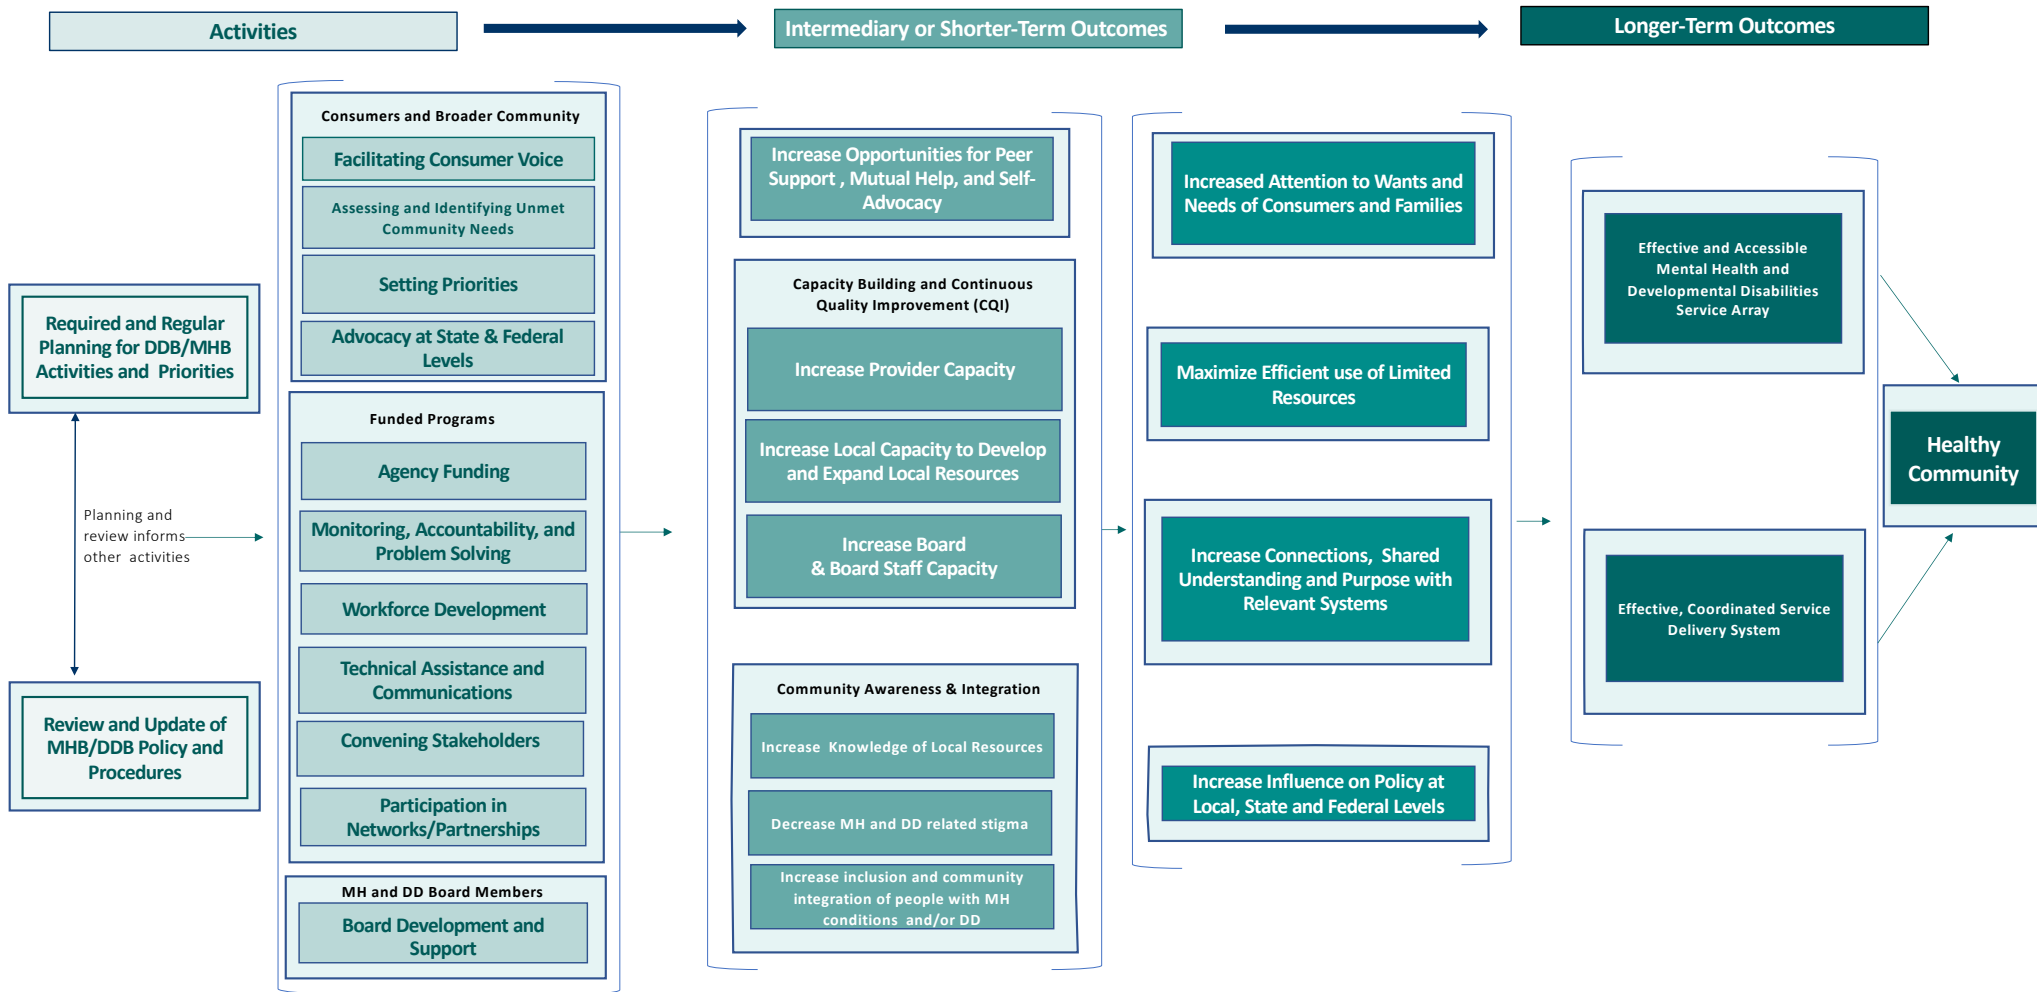 Activities
Intermediary or Shorter-Term Outcomes
Longer-Term Outcomes
Required and Regular
Planning for DDB/MHB
Activities and Priorities
Planning and
review informs
other activities
Review and Update of
MHB/DDB Policy and
Procedures
Consumers and Broader Community
Facilitating Consumer Voice
Assessing and Identifying Unmet
Community Needs
Setting Priorities
Advocacy at State & Federal
Levels
Funded Programs
Agency Funding
Monitoring, Accountability, and
Problem Solving
Workforce Development
Technical Assistance and
Communications
Convening Stakeholders
Participation in
Networks/Partnerships
MH and DD Board Members
Board Development and
Support
Increase Opportunities for Peer
Support , Mutual Help, and Self-
Advocacy
Capacity Building and Continuous
Quality Improvement (CQI)
Increase Provider Capacity
Increase Local Capacity to Develop
and Expand Local Resources
Increase Board
& Board Staff Capacity
Community Awareness & Integration
Increase Knowledge of Local Resources
Decrease MH and DD related stigma
Increase inclusion and community
integration of people with MH
conditions and/or DD
Increased Attention to Wants and
Needs of Consumers and Families
Maximize Efficient use of Limited
Resources
Increase Connections, Shared
Understanding and Purpose with
Relevant Systems
Increase Influence on Policy at
Local, State and Federal Levels
Effective and Accessible
Mental Health and
Developmental Disabilities
Service Array
Effective, Coordinated Service
Delivery System
Healthy
Community